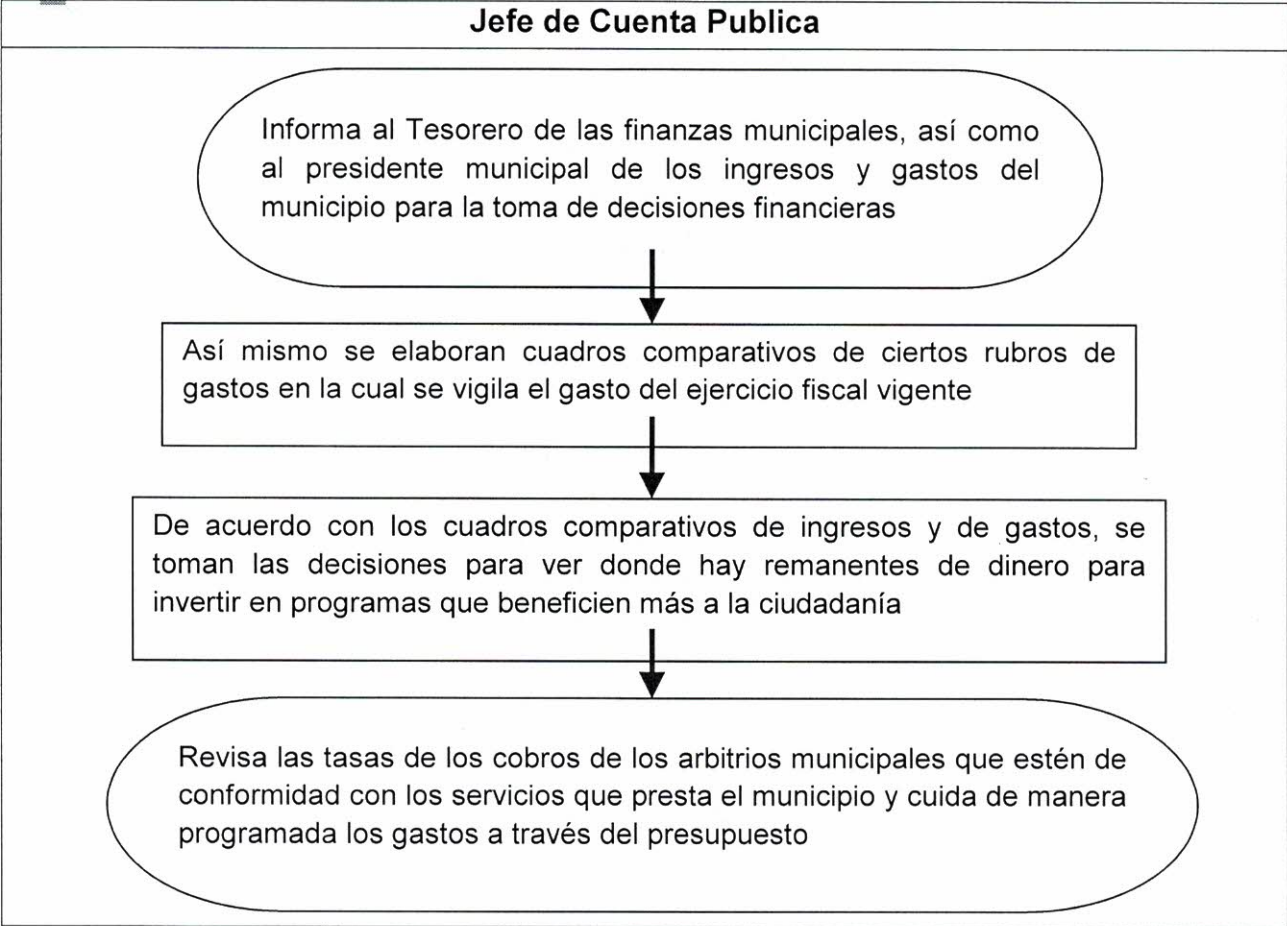 Jefe de Cuenta Publica
Informa al Tesorero de las finanzas municipales, así como
al presidente municipal de los ingresos y gastos del
municipio para la toma de decisiones financieras
Así mismo se elaboran cuadros comparativos de ciertos rubros de
gastos en la cual se vigila el gasto del ejercicio fiscal vigente
De acuerdo con los cuadros comparativos de ingresos y de gastos, se
toman las decisiones para ver donde hay remanentes de dinero para
invertir en programas que beneficien más a la ciudadanía
Revisa las tasas de los cobros de los arbitrios municipales que estén de
conformidad con los servicios que presta el municipio y cuida de manera
programada los gastos a través del presupuesto